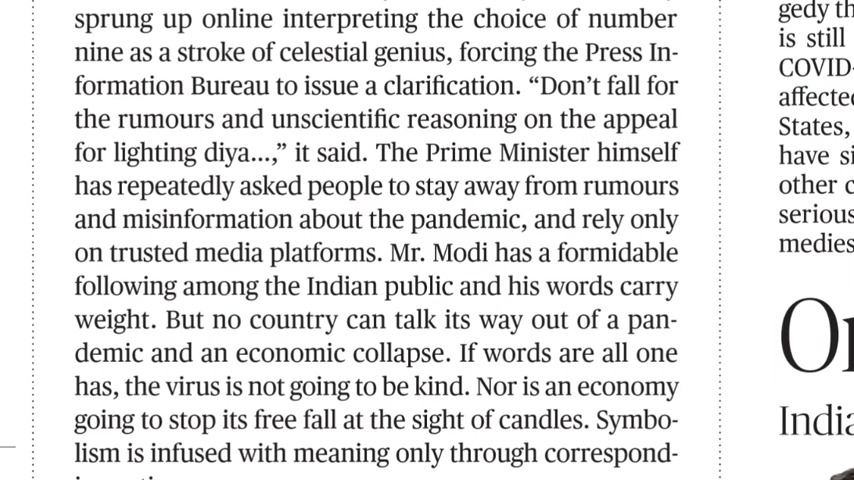 sprung up online interpreting the choice of number
nine as a stroke of celestial genius, forcing the Press In-
formation Bureau to issue a clarification. “Don’t fall for
the rumours and unscientific reasoning on the appeal
for lighting diya...,” it said. The Prime Minister himself
has repeatedly asked people to stay away from rumours
and misinformation about the pandemic, and rely only
on trusted media platforms. Mr. Modi has a formidable
following among the Indian public and his words carry
weight. But no country can talk its way out of a pan-
demic and an economic collapse. If words are all one
has, the virus is not going to be kind. Nor is an economy
going to stop its free fall at the sight of candles. Symbo-
lism is infused with meaning only through correspond-
gedy th
is still
COVID-
affected
States,
have si
other c
serious
medies
Or
India